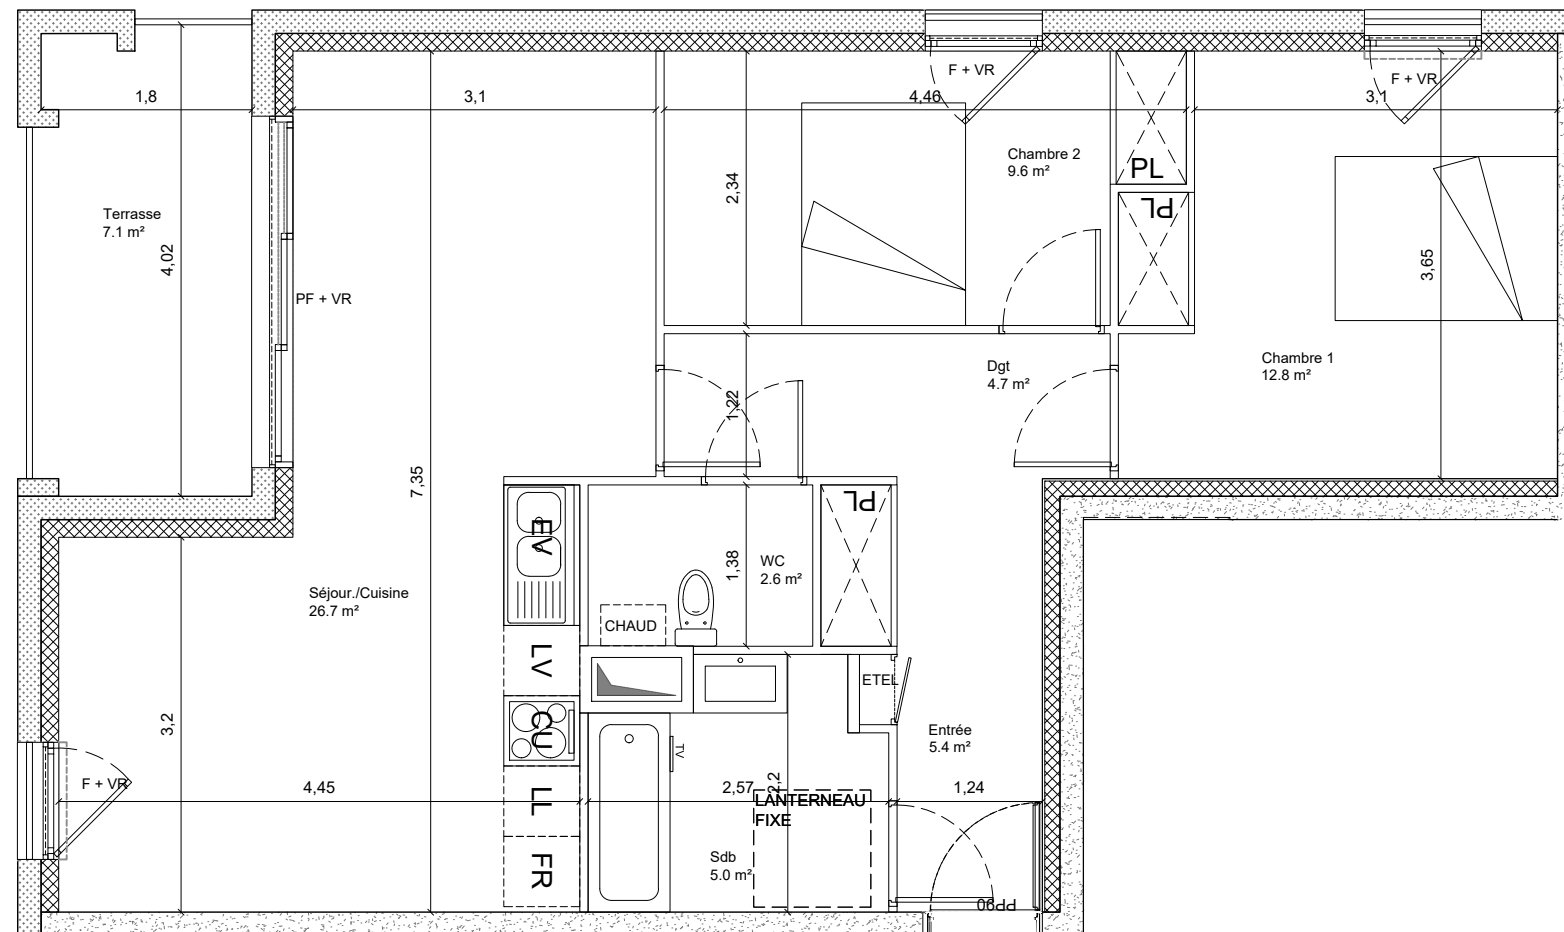 F + VR
F + VR
1,8
3,1
4,46
3,1
Chambre 2
9.6 m²
PL
2,34
PL
Terrasse
7.1 m²
4,02
3,65
PF + VR
Chambre 1
12.8 m²
Dgt
4.7 m²
1,22
7,35
PL
EV
1,38
WC
2.6 m²
Séjour./Cuisine
26.7 m²
CHAUD
LV
ETEL
3,2
CU
Entrée
5.4 m²
TV
F + VR
4,45
2,57
2,2
1,24
LL
LANTERNEAU
FIXE
Sdb
5.0 m²
FR
PP90